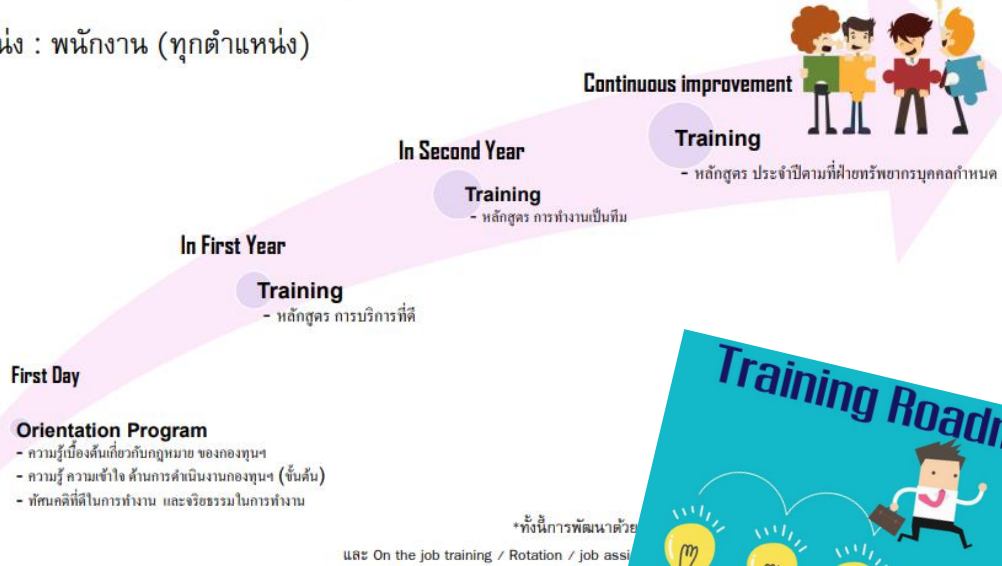 น่ง : พนักงาน (ทุกตำแหน่ง)
Continuous improvement
Training
- หลักสูตร ประจำปีตามที่ฝ่ายทรัพยากรบุคคลกำหนด
In Second Year
Training
- หลักสูตร การทำงานเป็นทีม
In First Year
Training
- หลักสูตร การบริการที่ดี
First Day
Orientation Program
- ความรู้เบื้องต้นเกี่ยวกับกฎหมาย ของกองทุนฯ
- ความรู้ ความเข้าใจ ด้านการดำเนินงานกองทุนฯ (ขั้นต้น)
- ทัศนคติที่ดีในการทำงาน และจริยธรรมในการทำงาน
*ทั้งนี้การพัฒนาด้วย
และ On the job training / Rotation / job assi
Training Roadm